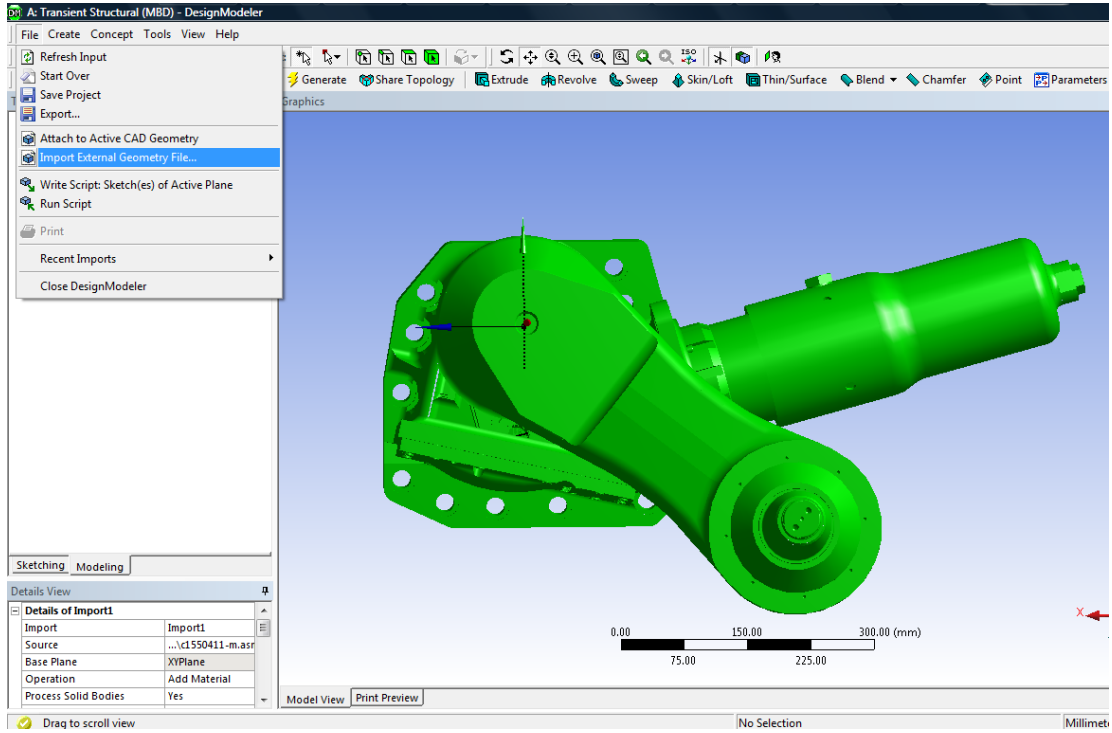 A: Transient Structural (MBD) - DesignModeler
File Create Concept Tools View Help
Refresh Input
Start Over
Save Project
Export...
Attach to Active CAD Geometry
Import External Geometry File...
Write Script: Sketch(es) of Active Plane
Run Script
Print
Recent Imports
Close DesignModeler
ISO
Generate Share Topology Extrude Revolve Sweep Skin/Loft Thin/Surface Blend Chamfer Point Parameters
Graphics
X
0.00 150.00 300.00 (mm)
75.00 225.00
Sketching Modeling
Details View
Details of Import1
Import Import1
Source ...\c1550411-m.asr
Base Plane XYPlane
Operation Add Material
Process Solid Bodies Yes
Model View Print Preview
Drag to scroll view No Selection Millimet